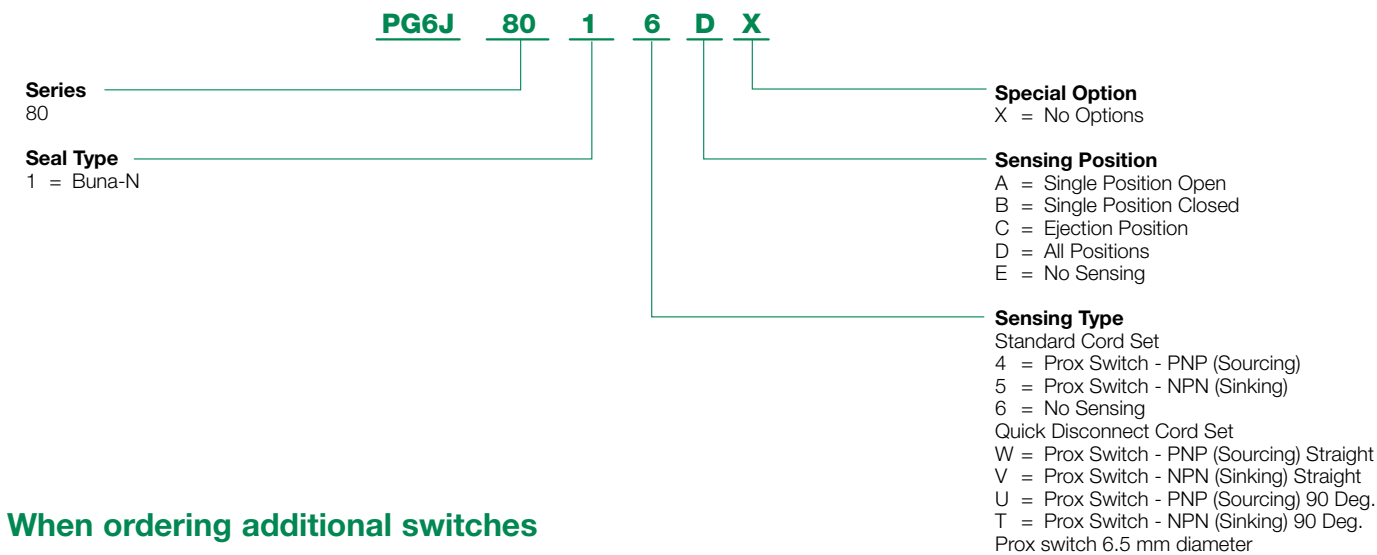 PG6J 80 1 6 D X
Series
80
Seal Type
1 = Buna-N
Special Option
X = No Options
Sensing Position
A = Single Position Open
B = Single Position Closed
C = Ejection Position
D = All Positions
E = No Sensing
Sensing Type
Standard Cord Set
4 = Prox Switch - PNP (Sourcing)
5 = Prox Switch - NPN (Sinking)
6 = No Sensing
Quick Disconnect Cord Set
W = Prox Switch - PNP (Sourcing) Straight
V = Prox Switch - NPN (Sinking) Straight
U = Prox Switch - PNP (Sourcing) 90 Deg.
T = Prox Switch - NPN (Sinking) 90 Deg.
Prox switch 6.5 mm diameter
When ordering additional switches